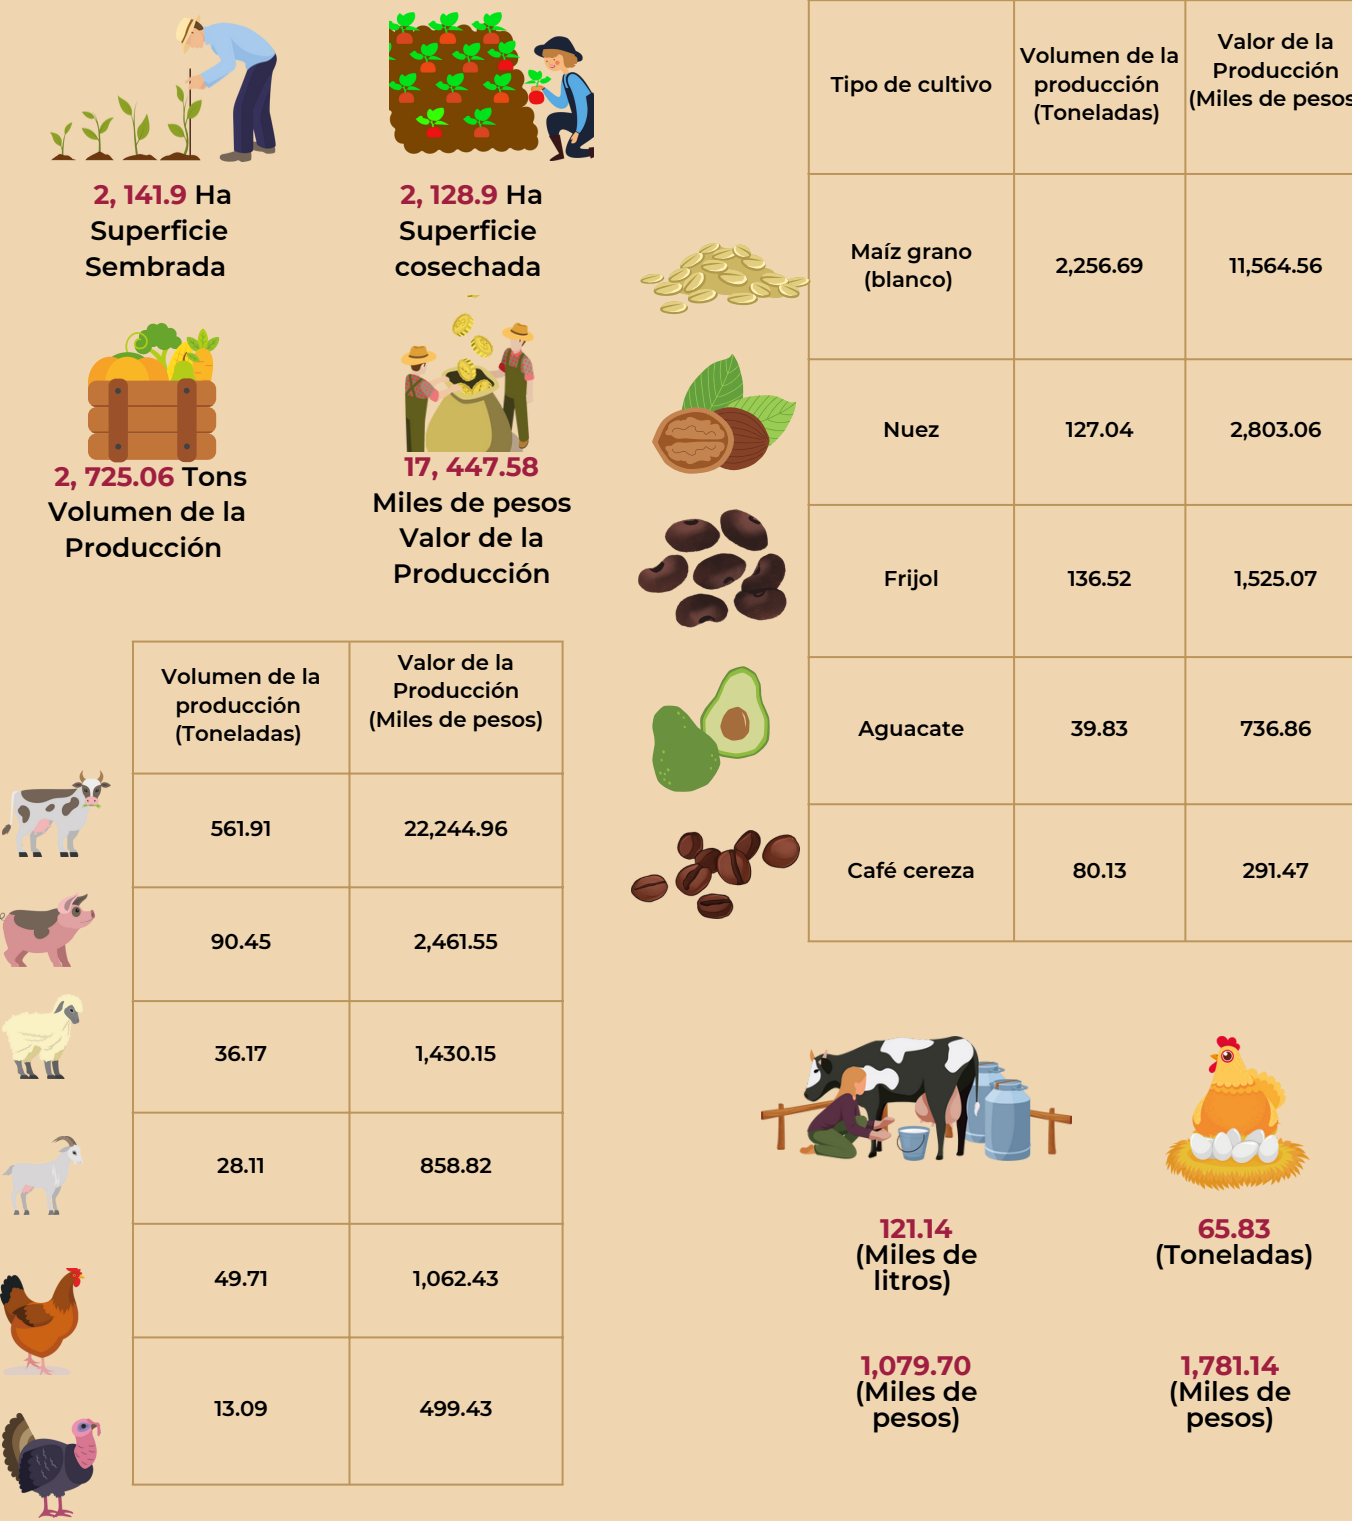 2, 141.9 Ha
Superficie
Sembrada
2, 128.9 Ha
Superficie
cosechada
2, 725.06 Tons
Volumen de la
Producción
17, 447.58
Miles de pesos
Valor de la
Producción
Tipo de cultivo
Volumen de la
producción
(Toneladas)
Valor de la
Producción
(Miles de pesos
Maíz grano
(blanco)
2,256.69
11,564.56
Nuez
127.04
2,803.06
Frijol
136.52
1,525.07
Aguacate
39.83
736.86
Café cereza
80.13
291.47
Volumen de la
producción
(Toneladas)
Valor de la
Producción
(Miles de pesos)
561.91
22,244.96
90.45
2,461.55
36.17
1,430.15
28.11
858.82
49.71
1,062.43
13.09
499.43
121.14
(Miles de
litros)
1,079.70
(Miles de
pesos)
65.83
(Toneladas)
1,781.14
(Miles de
pesos)